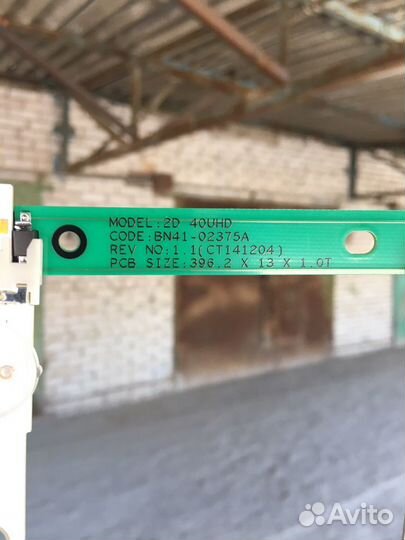 MODEL:2D 40UHD
CODE:BN41-02375A
REV NO:1.1(CT141204)
PCB SIZE:396.2 X 13 X 1.0T
Avito